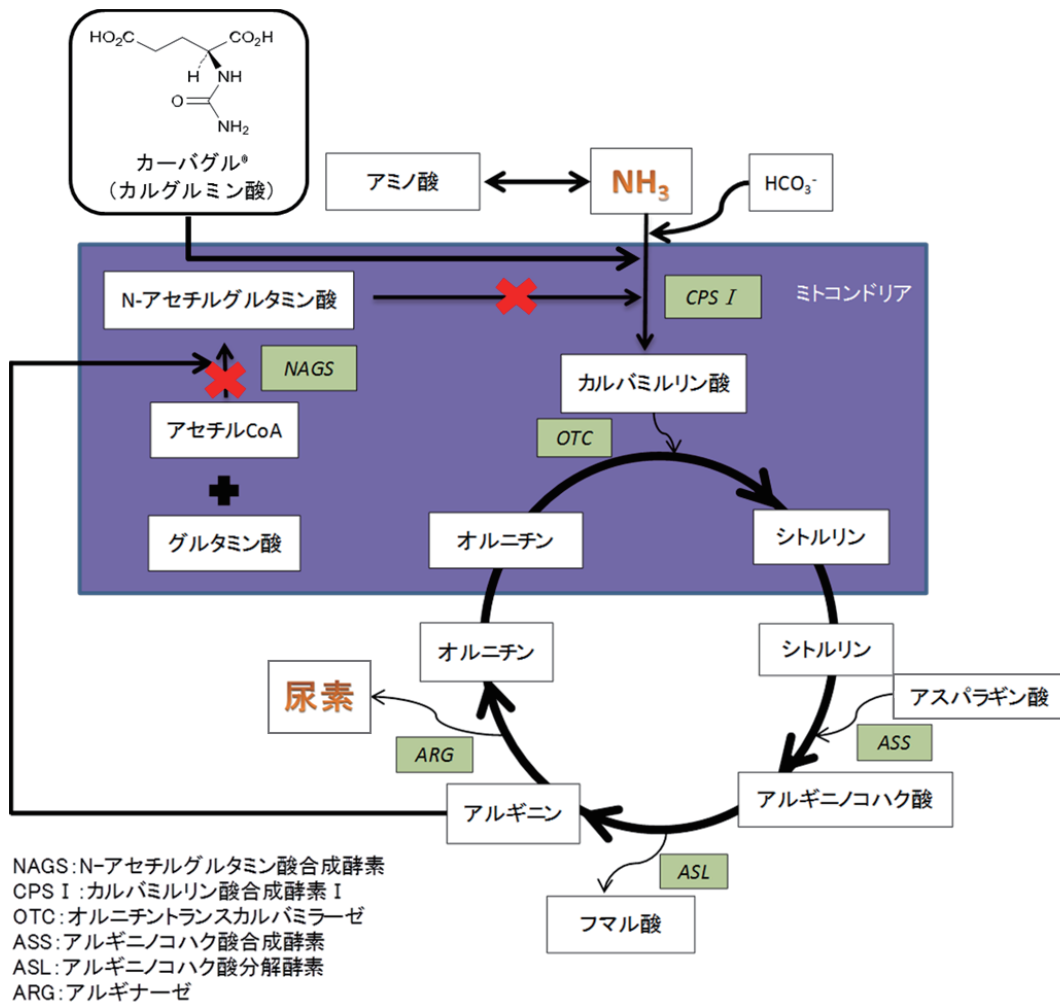 HO₂C
CO₂H
H
NH
O
NH₂
カーバグル®
(カルグルミン酸)
アミノ酸
NH₃
HCO₃⁻
N-アセチルグルタミン酸
CPS Ⅰ
ミトコンドリア
NAGS
カルバミルリン酸
アセチルCoA
OTC
グルタミン酸
オルニチン
シトルリン
オルニチン
シトルリン
尿素
アスパラギン酸
ARG
ASS
アルギニン
アルギニノコハク酸
ASL
フマル酸
NAGS:N-アセチルグルタミン酸合成酵素
CPS Ⅰ:カルバミルリン酸合成酵素Ⅰ
OTC:オルニチントランスカルバミラーゼ
ASS:アルギニノコハク酸合成酵素
ASL:アルギニノコハク酸分解酵素
ARG:アルギナーゼ